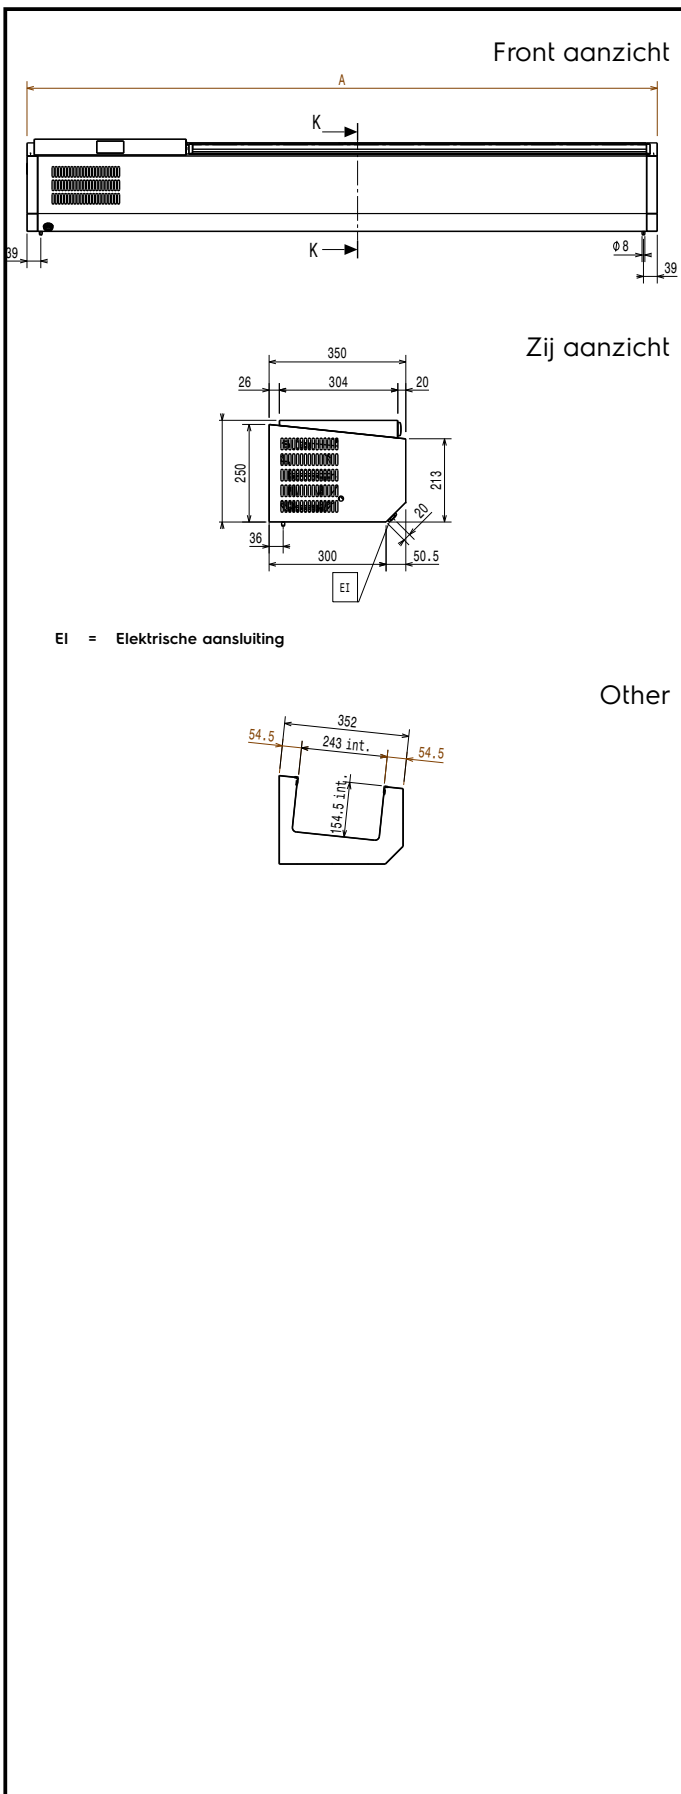 Front aanzicht
A
K
K
39
ϕ8
39
Zij aanzicht
350
26
304
20
250
213
20
36
300
50.5
EI
EI = Elektrische aansluiting
Other
352
54.5
243 int.
54.5
154.5 int.